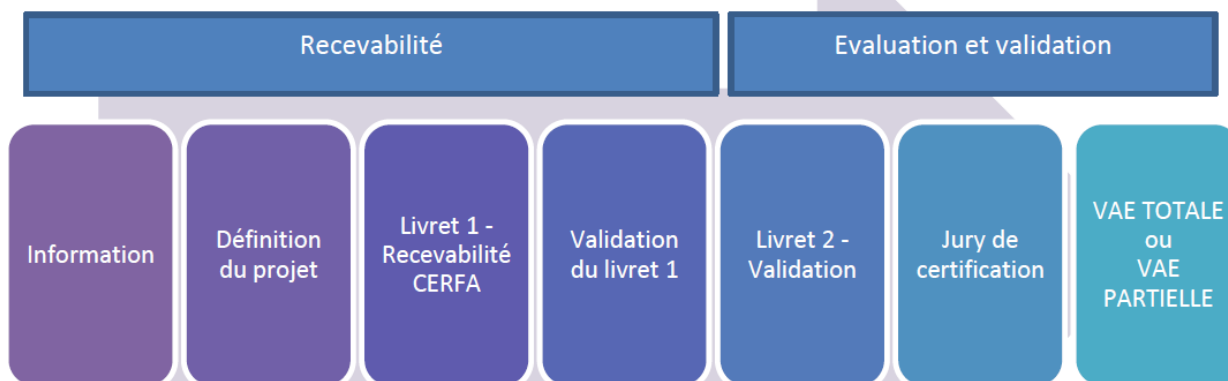 Recevabilité
Evaluation et validation
Information
Définition
du projet
Livret 1 -
Recevabilité
CERFA
Validation
du livret 1
Livret 2 -
Validation
Jury de
certification
VAE TOTALE
ou
VAE
PARTIELLE